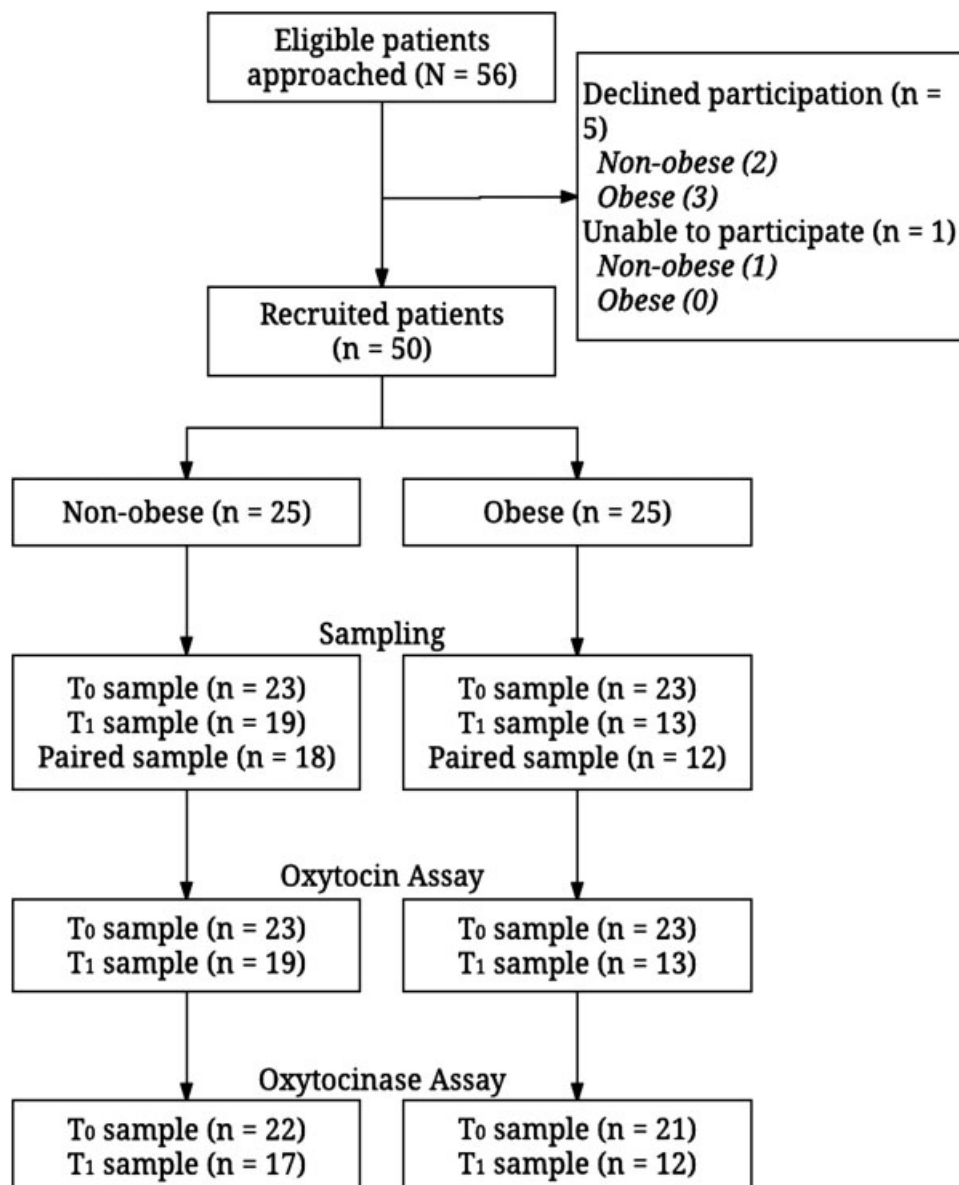 Eligible patients
approached (N = 56)
Declined participation (n =
5)
Non-obese (2)
Obese (3)
Unable to participate (n = 1)
Non-obese (1)
Obese (0)
Recruited patients
(n = 50)
Non-obese (n = 25)
Obese (n = 25)
Sampling
T₀ sample (n = 23)
T₁ sample (n = 19)
Paired sample (n = 18)
T₀ sample (n = 23)
T₁ sample (n = 13)
Paired sample (n = 12)
Oxytocin Assay
T₀ sample (n = 23)
T₁ sample (n = 19)
T₀ sample (n = 23)
T₁ sample (n = 13)
Oxytocinase Assay
T₀ sample (n = 22)
T₁ sample (n = 17)
T₀ sample (n = 21)
T₁ sample (n = 12)